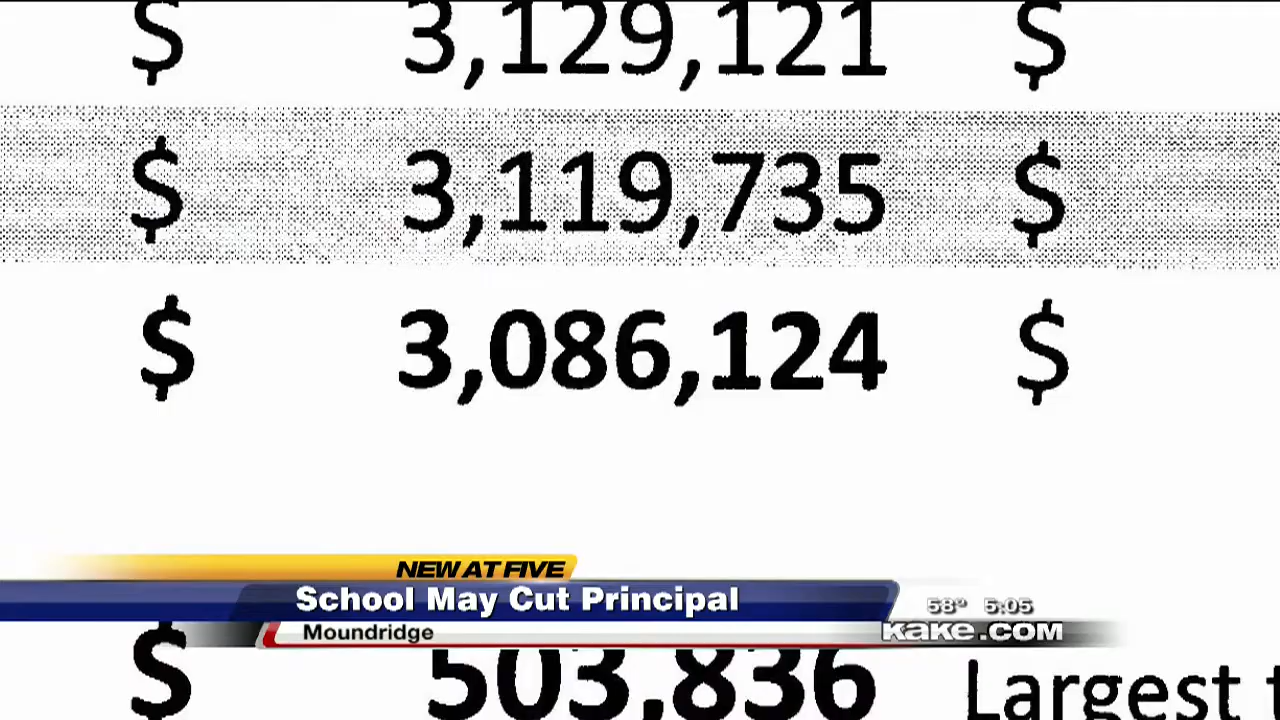 $ 3,129,121 $
$ 3,119,735 $
$ 3,086,124 $
NEW AT FIVE
School May Cut Principal
58° 5:05
Moundridge
KAKE.COM
$ 503,836 Largest